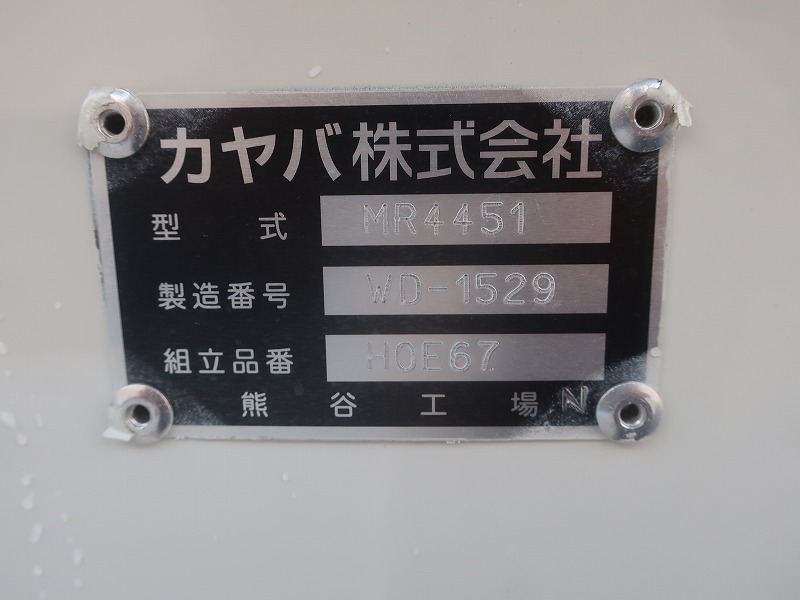 カヤバ株式会社
型式 MR4451
製造番号 WD-1529
組立品番 H0E67
熊谷工場 N